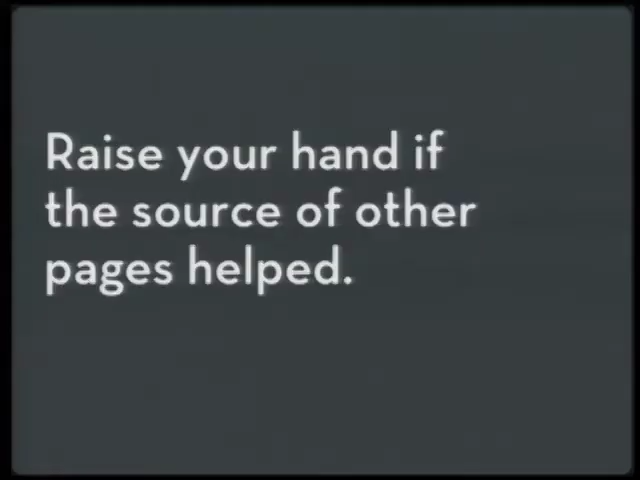 Raise your hand if
the source of other
pages helped.